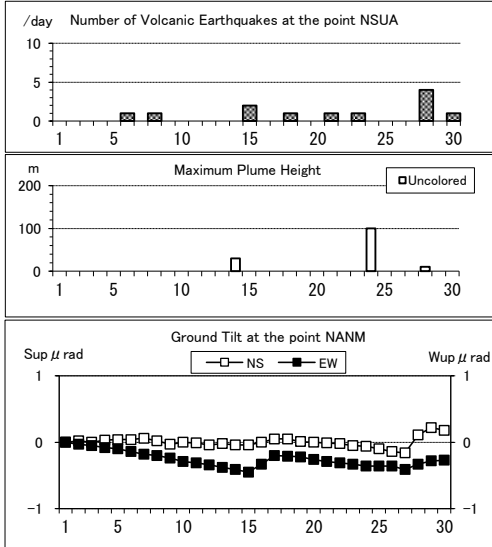 /day Number of Volcanic Earthquakes at the point NSUA
10
5
0
1 5 10 15 20 25 30
m Maximum Plume Height
200
Uncolored
100
0
1 5 10 15 20 25 30
Ground Tilt at the point NANM
Sup μ rad Wup μ rad
NS EW
1 1
0 0
-1 -1
1 5 10 15 20 25 30